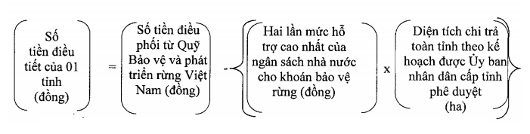 Số
tiền điều
tiết của 01
tỉnh
(đồng)
=
Số tiền điều
phối từ Quỹ
Bảo vệ và phát
triển rừng Việt
Nam (đồng)
-
Hai lần mức hỗ
trợ cao nhất của
ngân sách nhà nước
cho khoán bảo vệ
rừng (đồng)
x
Diện tích chi trả
toàn tỉnh theo kế
hoạch được Ủy ban
nhân dân cấp tỉnh
phê duyệt
(ha)